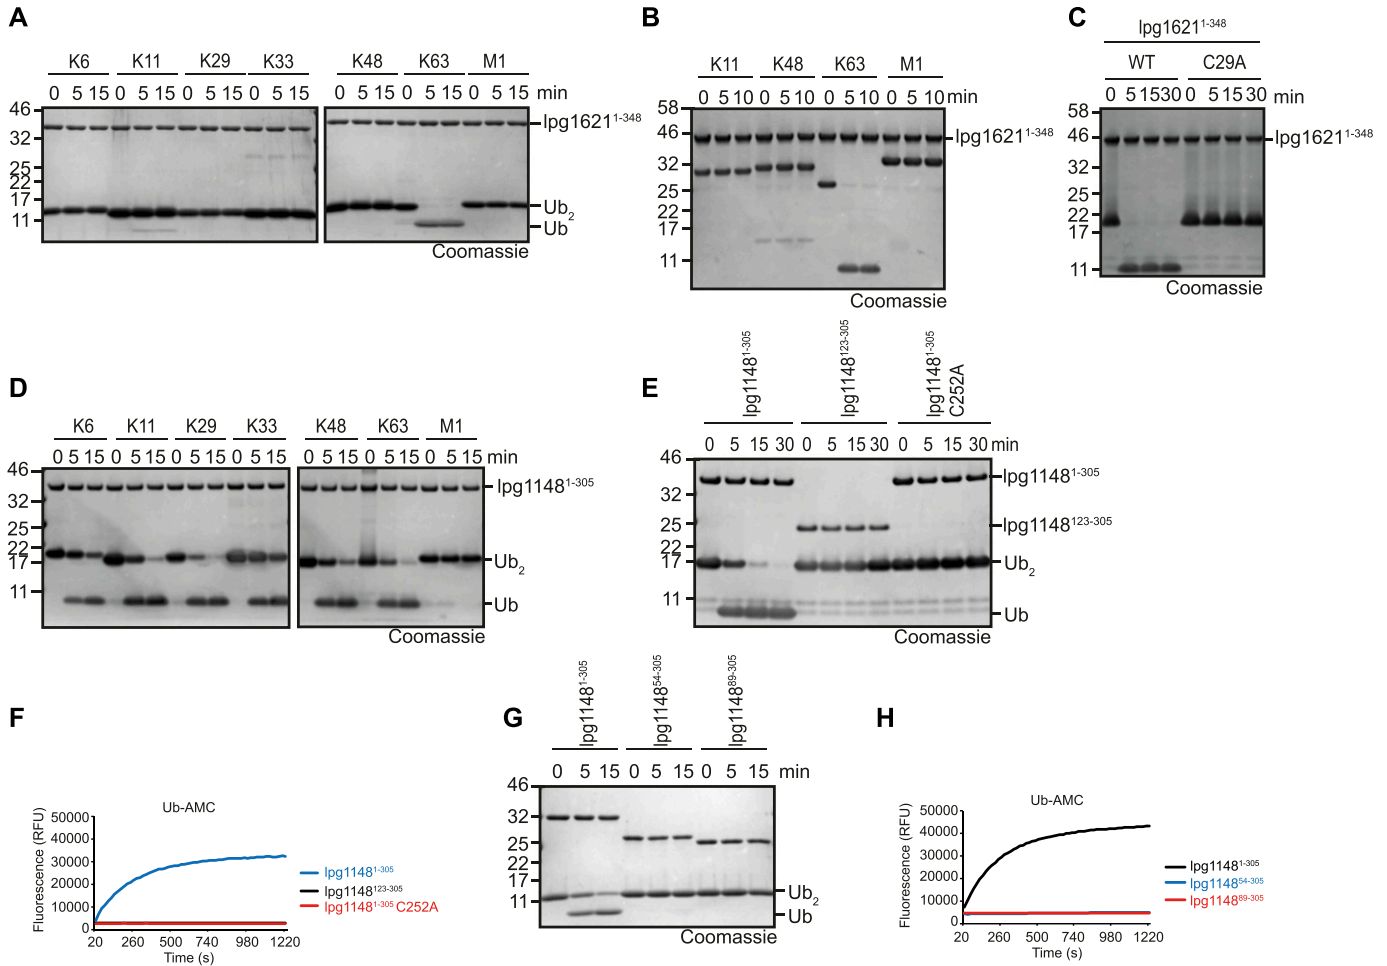 A
K6 K11 K29 K33 K48 K63 M1
0 5 15 0 5 15 0 5 15 0 5 15 0 5 15 0 5 15 0 5 15 min
46
32
25
22
17
11
lpg1621 1-348
Ub2
Ub
Coomassie
B
K11 K48 K63 M1
0 5 10 0 5 10 0 5 10 0 5 10 min
58
46
32
25
22
17
11
lpg1621 1-348
Coomassie
C
lpg1621 1-348
WT C29A
0 5 15 30 0 5 15 30 min
58
46
32
25
22
17
11
lpg1621 1-348
Coomassie
D
K6 K11 K29 K33 K48 K63 M1
0 5 15 0 5 15 0 5 15 0 5 15 0 5 15 0 5 15 0 5 15 min
46
32
25
22
17
11
lpg1148 1-305
Ub2
Ub
Coomassie
E
lpg1148 1-305
lpg1148 123-305
lpg1148 1-305
C252A
0 5 15 30 0 5 15 30 0 5 15 30 min
46
32
25
22
17
11
lpg1148 1-305
lpg1148 123-305
Ub2
Ub
Coomassie
F
Ub-AMC
Fluorescence (RFU)
50000
40000
30000
20000
10000
0
20 260 500 740 980 1220
Time (s)
lpg1148 1-305
lpg1148 123-305
lpg1148 1-305 C252A
G
lpg1148 1-305
lpg1148 54-305
lpg1148 89-305
0 5 15 0 5 15 0 5 15 min
46
32
25
22
17
11
Ub2
Ub
Coomassie
H
Ub-AMC
Fluorescence (RFU)
50000
40000
30000
20000
10000
0
20 260 500 740 980 1220
Time (s)
lpg1148 1-305
lpg1148 54-305
lpg1148 89-305